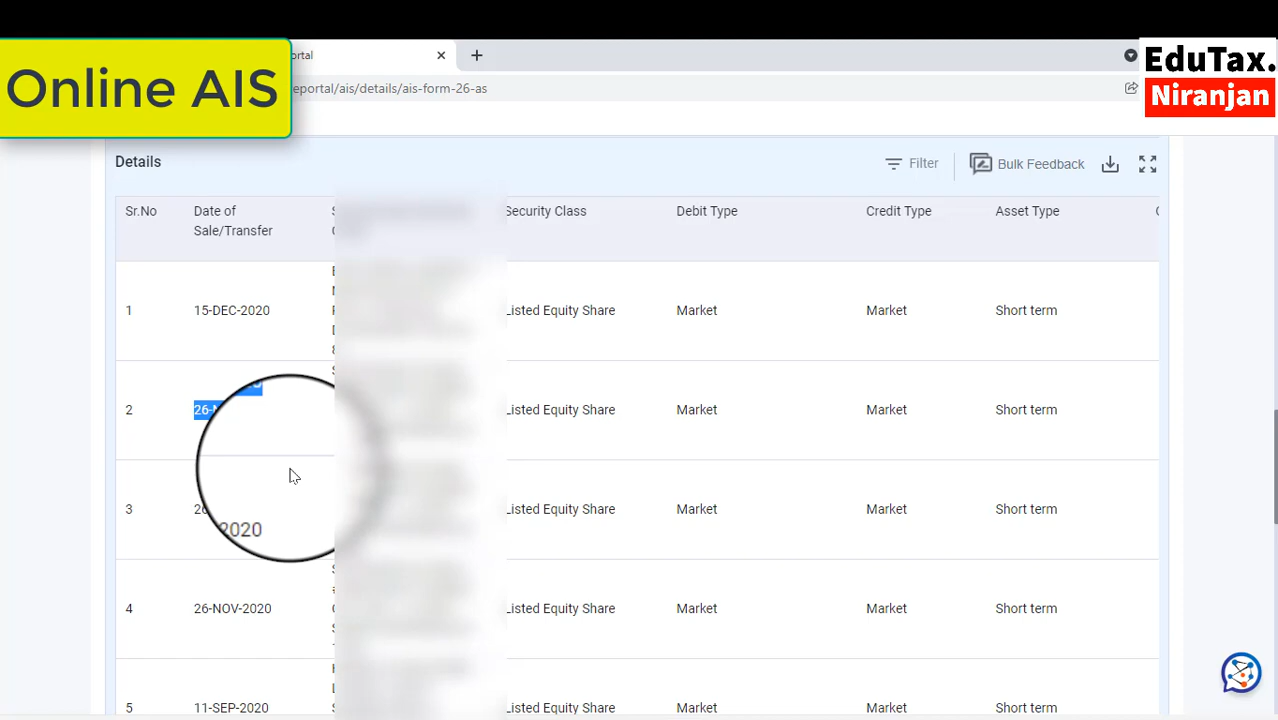 Online AIS
ortal
EduTax.
Niranjan
eportal/ais/details/ais-form-26-as
Details
Filter
Bulk Feedback
Sr.No
Date of
Sale/Transfer
Security Class
Debit Type
Credit Type
Asset Type
1
15-DEC-2020
Listed Equity Share
Market
Market
Short term
2
26-
Listed Equity Share
Market
Market
Short term
3
2020
Listed Equity Share
Market
Market
Short term
4
26-NOV-2020
Listed Equity Share
Market
Market
Short term
5
11-SEP-2020
Listed Equity Share
Market
Market
Short term